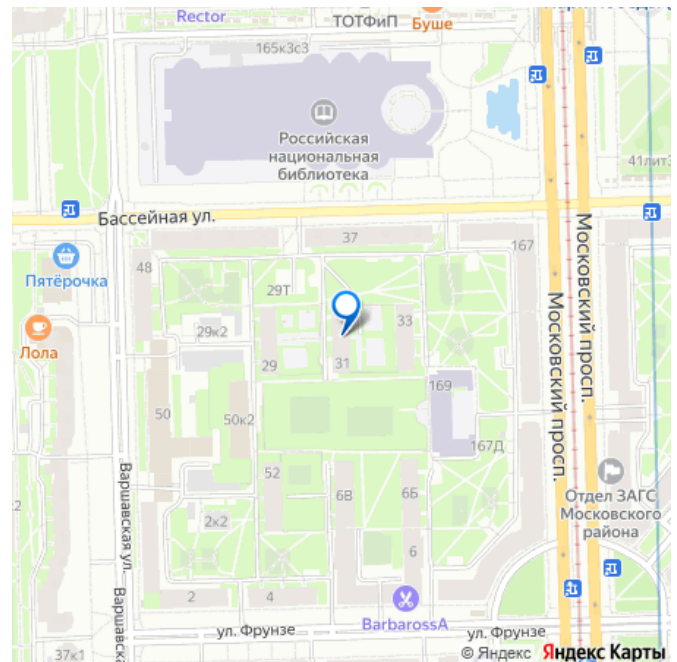 Rector
ТОТФиП
Буше
165к3с3
Российская
национальная
библиотека
41лит
Бассейная ул.
37
167
Московский просп.
Московский просп.
Пятёрочка
48
29Т
29к2
33
Лола
29
31
169
50
50к2
167Д
52
6В
6Б
Отдел ЗАГС
Московского
района
Варшавская ул.
2к2
6
2
4
BarbarossA
ул. Фрунзе
ул. Фрунзе
37к1
© Яндекс Яндекс Карты